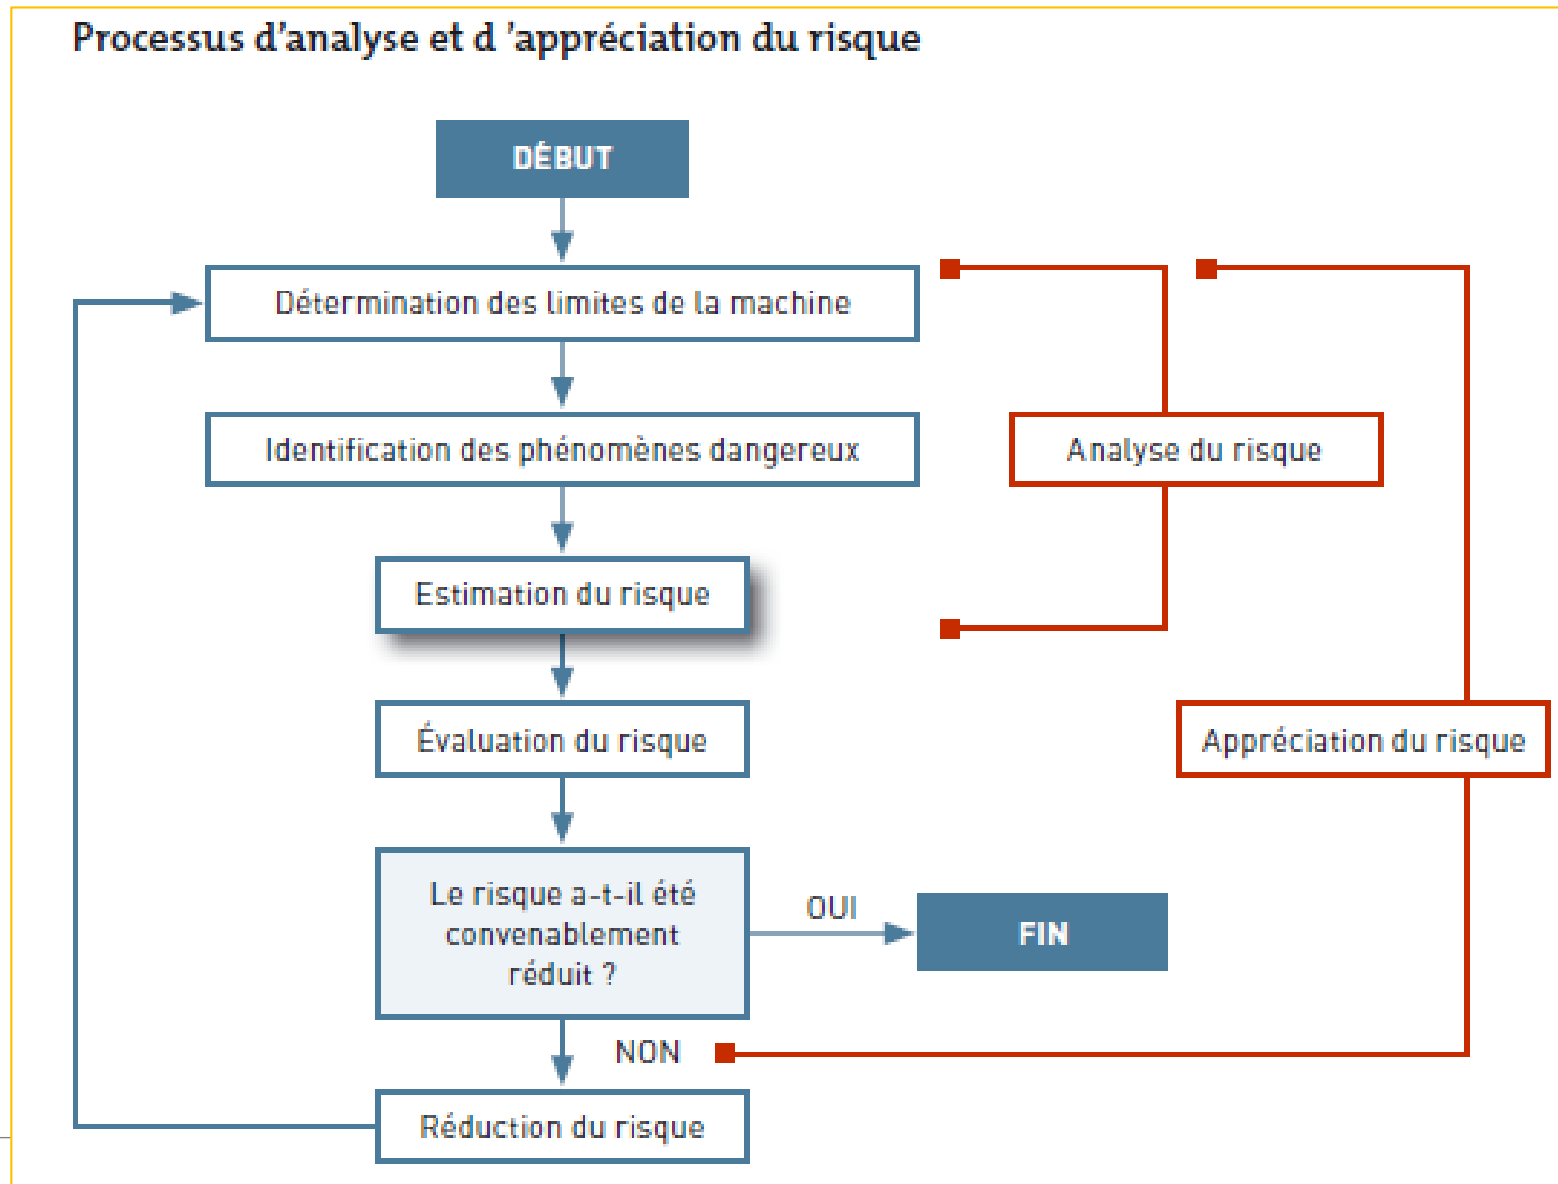 Processus d'analyse et d 'appréciation du risque
DÉBUT
Détermination des limites de la machine
Identification des phénomènes dangereux
Analyse du risque
Estimation du risque
Évaluation du risque
Appréciation du risque
Le risque a-t-il été
convenablement
réduit ?
OUI
FIN
NON
Réduction du risque